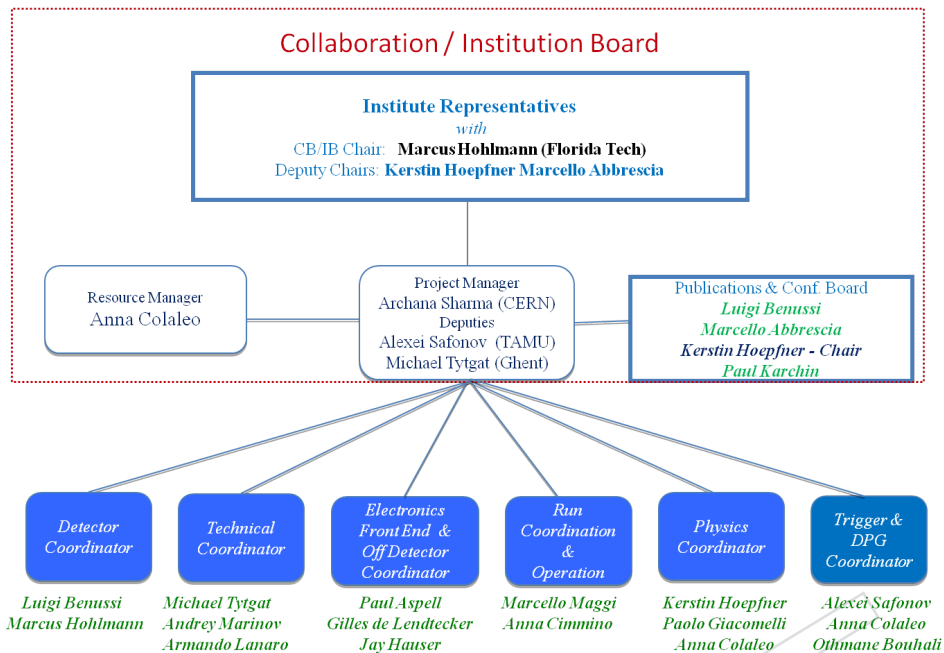 Collaboration / Institution Board
Institute Representatives
with
CB/IB Chair: Marcus Hohlmann (Florida Tech)
Deputy Chairs: Kerstin Hoepfner Marcello Abbrescia
Resource Manager
Anna Colaleo
Project Manager
Archana Sharma (CERN)
Deputies
Alexei Safonov (TAMU)
Michael Tytgat (Ghent)
Publications & Conf. Board
Luigi Benussi
Marcello Abbrescia
Kerstin Hoepfner - Chair
Paul Karchin
Detector
Coordinator
Technical
Coordinator
Electronics
Front End &
Off Detector
Coordinator
Run
Coordination
&
Operation
Physics
Coordinator
Trigger &
DPG
Coordinator
Luigi Benussi
Marcus Hohlmann
Michael Tytgat
Andrey Marinov
Armando Lanaro
Paul Aspell
Gilles de Lendtecker
Jay Hauser
Marcello Maggi
Anna Cimmino
Kerstin Hoepfner
Paolo Giacomelli
Anna Colaleo
Alexei Safonov
Anna Colaleo
Othmane Bouhali